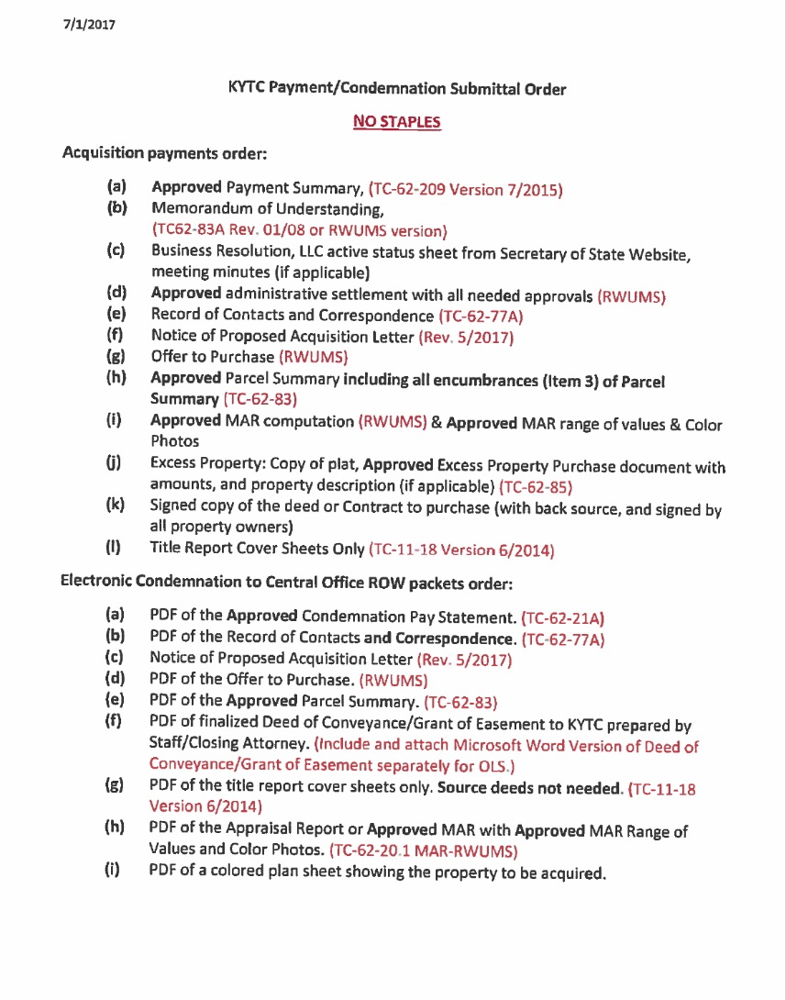 7/1/2017
KYTC Payment/Condemnation Submittal Order
NO STAPLES
Acquisition payments order:
(a) Approved Payment Summary, (TC-62-209 Version 7/2015)
(b) Memorandum of Understanding,
(TC62-83A Rev. 01/08 or RWUMS version)
(c) Business Resolution, LLC active status sheet from Secretary of State Website,
meeting minutes (if applicable)
(d) Approved administrative settlement with all needed approvals (RWUMS)
(e) Record of Contacts and Correspondence (TC-62-77A)
(f) Notice of Proposed Acquisition Letter (Rev. 5/2017)
(g) Offer to Purchase (RWUMS)
(h) Approved Parcel Summary including all encumbrances (Item 3) of Parcel
Summary (TC-62-83)
(i) Approved MAR computation (RWUMS) & Approved MAR range of values & Color
Photos
(j) Excess Property: Copy of plat, Approved Excess Property Purchase document with
amounts, and property description (if applicable) (TC-62-85)
(k) Signed copy of the deed or Contract to purchase (with back source, and signed by
all property owners)
(l) Title Report Cover Sheets Only (TC-11-18 Version 6/2014)
Electronic Condemnation to Central Office ROW packets order:
(a) PDF of the Approved Condemnation Pay Statement. (TC-62-21A)
(b) PDF of the Record of Contacts and Correspondence. (TC-62-77A)
(c) Notice of Proposed Acquisition Letter (Rev. 5/2017)
(d) PDF of the Offer to Purchase. (RWUMS)
(e) PDF of the Approved Parcel Summary. (TC-62-83)
(f) PDF of finalized Deed of Conveyance/Grant of Easement to KYTC prepared by
Staff/Closing Attorney. (Include and attach Microsoft Word Version of Deed of
Conveyance/Grant of Easement separately for OLS.)
(g) PDF of the title report cover sheets only. Source deeds not needed. (TC-11-18
Version 6/2014)
(h) PDF of the Appraisal Report or Approved MAR with Approved MAR Range of
Values and Color Photos. (TC-62-20.1 MAR-RWUMS)
(i) PDF of a colored plan sheet showing the property to be acquired.